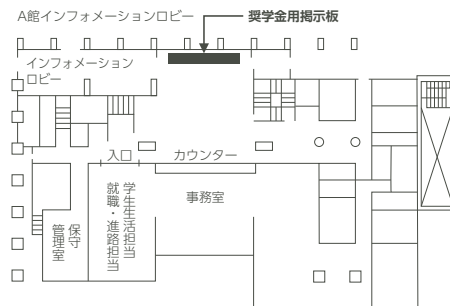 A館インフォメーションロビー
奨学金用掲示板
インフォメーション
ロビー
入口
カウンター
学生生活担当
就職・進路担当
事務室
保守
管理室